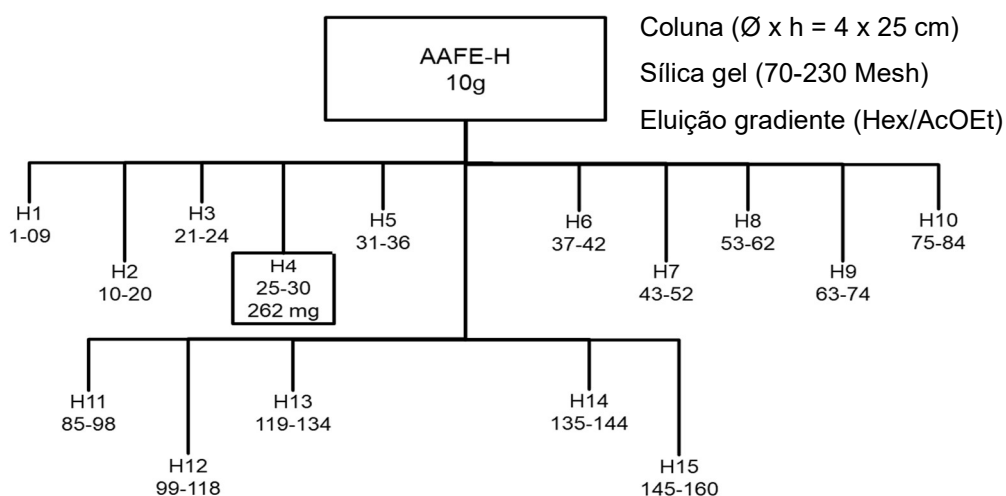 AAFE-H
10g
Coluna (Ø x h = 4 x 25 cm)
Sílica gel (70-230 Mesh)
Eluição gradiente (Hex/AcOEt)
H1
1-09
H2
10-20
H3
21-24
H4
25-30
262 mg
H5
31-36
H6
37-42
H7
43-52
H8
53-62
H9
63-74
H10
75-84
H11
85-98
H12
99-118
H13
119-134
H14
135-144
H15
145-160